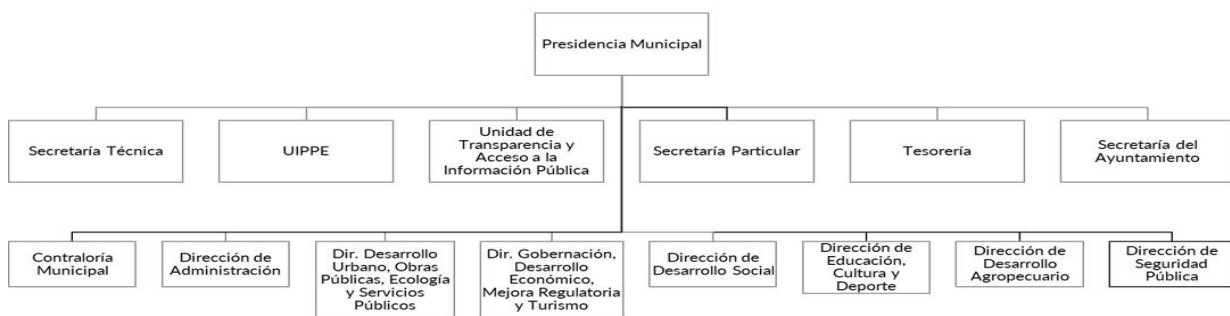 Presidencia Municipal
Secretaría Técnica
UIPPE
Unidad de
Transparencia y
Acceso a la
Información Pública
Secretaría Particular
Tesorería
Secretaría del
Ayuntamiento
Contraloría
Municipal
Dirección de
Administración
Dir. Desarrollo
Urbano, Obras
Públicas, Ecología
y Servicios
Públicos
Dir. Gobernación,
Desarrollo
Económico,
Mejora Regulatoria
y Turismo
Dirección de
Desarrollo Social
Dirección de
Educación,
Cultura y
Deporte
Dirección de
Desarrollo
Agropecuario
Dirección de
Seguridad
Pública